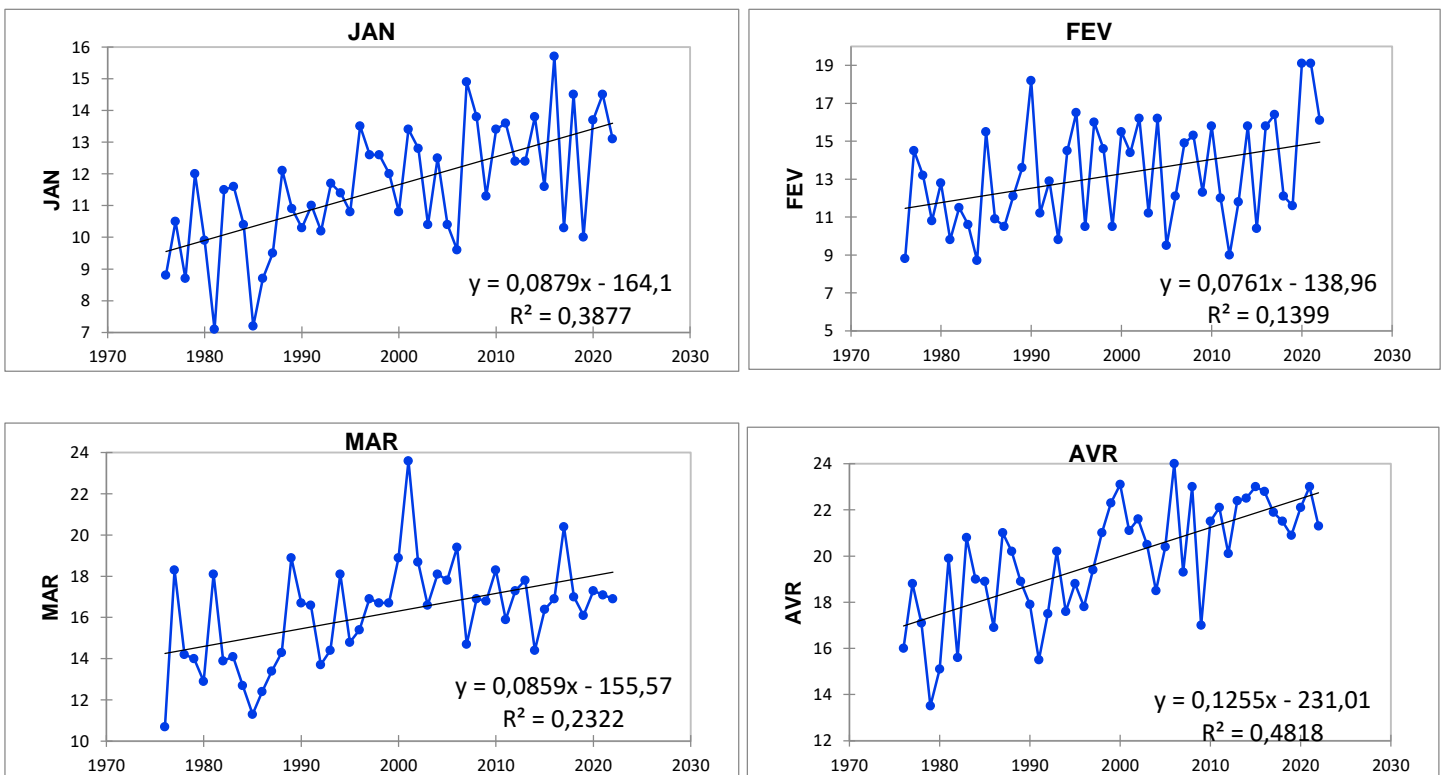 JAN
JAN
16
15
14
13
12
11
10
9
8
7
y = 0,0879x - 164,1
R² = 0,3877
1970 1980 1990 2000 2010 2020 2030
FEV
FEV
19
17
15
13
11
9
7
5
y = 0,0761x - 138,96
R² = 0,1399
1970 1980 1990 2000 2010 2020 2030
MAR
MAR
24
22
20
18
16
14
12
10
y = 0,0859x - 155,57
R² = 0,2322
1970 1980 1990 2000 2010 2020 2030
AVR
AVR
24
22
20
18
16
14
12
y = 0,1255x - 231,01
R² = 0,4818
1970 1980 1990 2000 2010 2020 2030